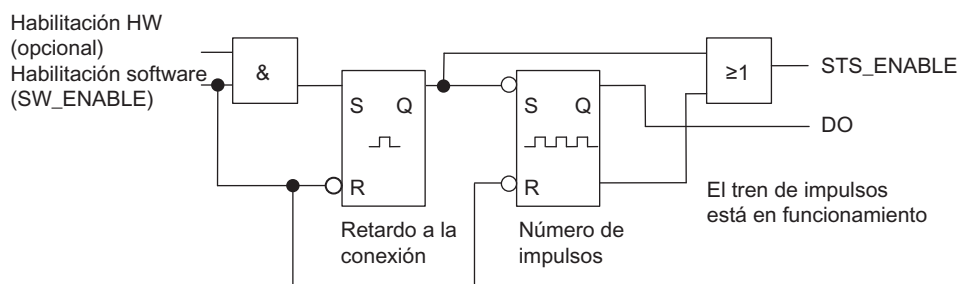 Habilitación HW
(opcional)
Habilitación software
(SW_ENABLE)
&
S Q
R
Retardo a la
conexión
S Q
R
Número de
impulsos
≥1
STS_ENABLE
DO
El tren de impulsos
está en funcionamiento